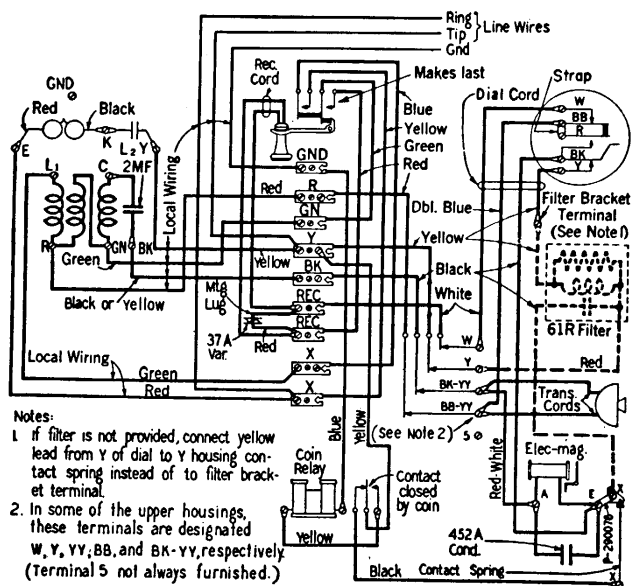 Ring
Tip
Gnd
Line Wires
Rec.
Cord
Makes last
Strap
GND
Red
Black
Dial Cord
W
BB
R
BK
Y
Blue
Yellow
Green
Red
E
K
L2 Y
L1
C
2MF
Local Wiring
GND
R
Red
GN
Y
Yellow
BK
REC
REC
X
X
Dbl. Blue
Filter Bracket
Terminal
(See Note 1)
Yellow
Black
White
R
GN
BK
Green
Black or Yellow
Mtg
Lug
37A
Var.
Red
61R Filter
W
Y
Red
BK-YY
BB-YY
Trans.
Cords
Local Wiring
Green
Red
(See Note 2)
5
Notes:
1. If filter is not provided, connect yellow
lead from Y of dial to Y housing con-
tact spring instead of to filter brack-
et terminal.
2. In some of the upper housings,
these terminals are designated
W, Y, YY; BB, and BK-YY, respectively.
(Terminal 5 not always furnished.)
Coin
Relay
Blue
Yellow
Contact
closed
by coin
Yellow
Red-White
Elec-mag.
A
E
452A
Cond.
P-290078
Black
Contact Spring
X